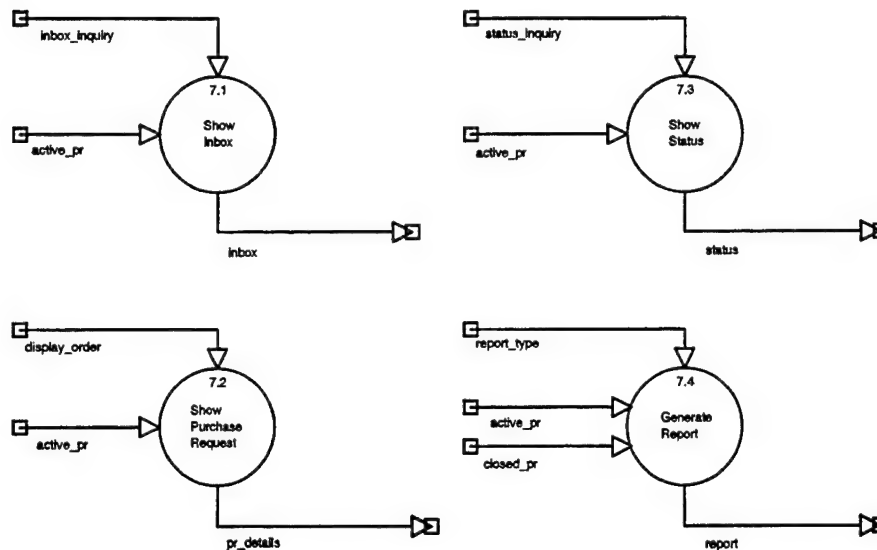 inbox_inquiry
7.1
Show
Inbox
active_pr
inbox
status_inquiry
7.3
Show
Status
active_pr
status
display_order
7.2
Show
Purchase
Request
active_pr
pr_details
report_type
7.4
Generate
Report
active_pr
closed_pr
report